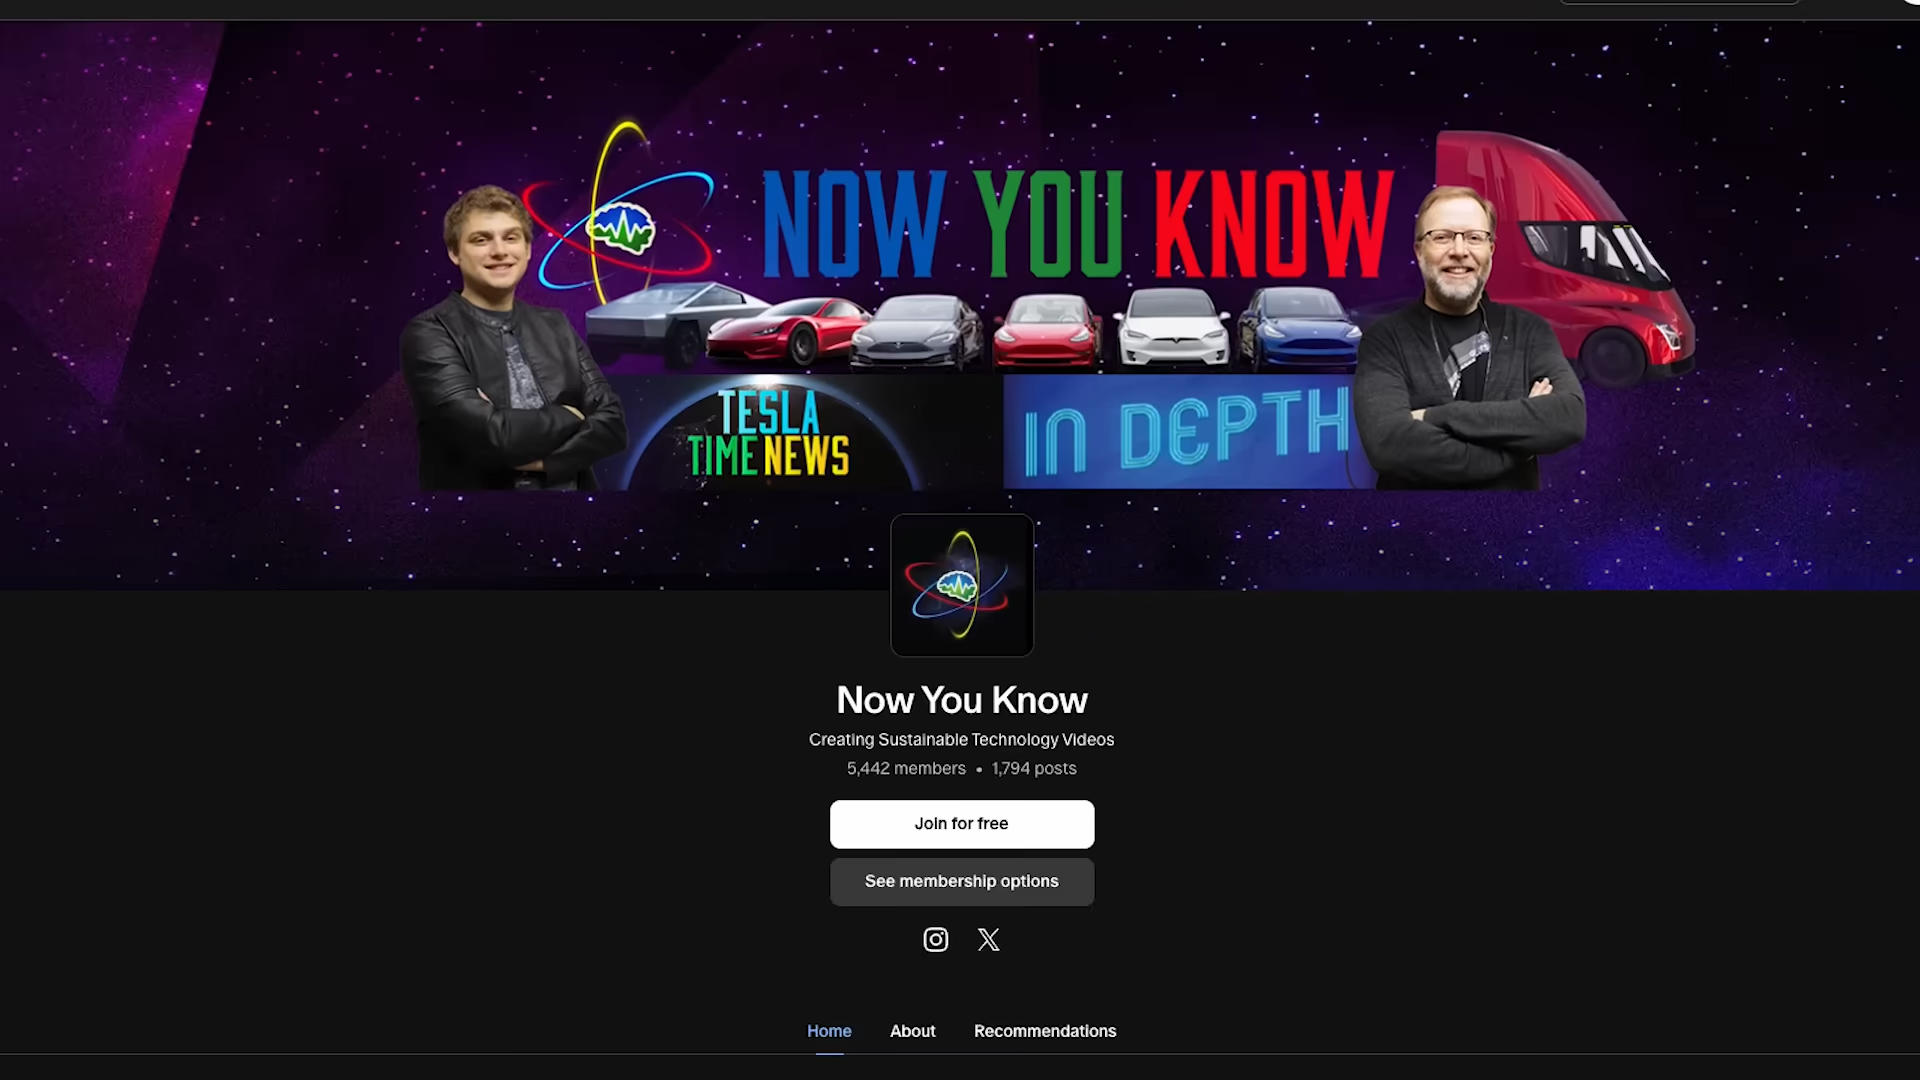 NOW YOU KNOW
TESLA
TIME NEWS
IN DEPTH
Now You Know
Creating Sustainable Technology Videos
5,442 members • 1,794 posts
Join for free
See membership options
Home About Recommendations